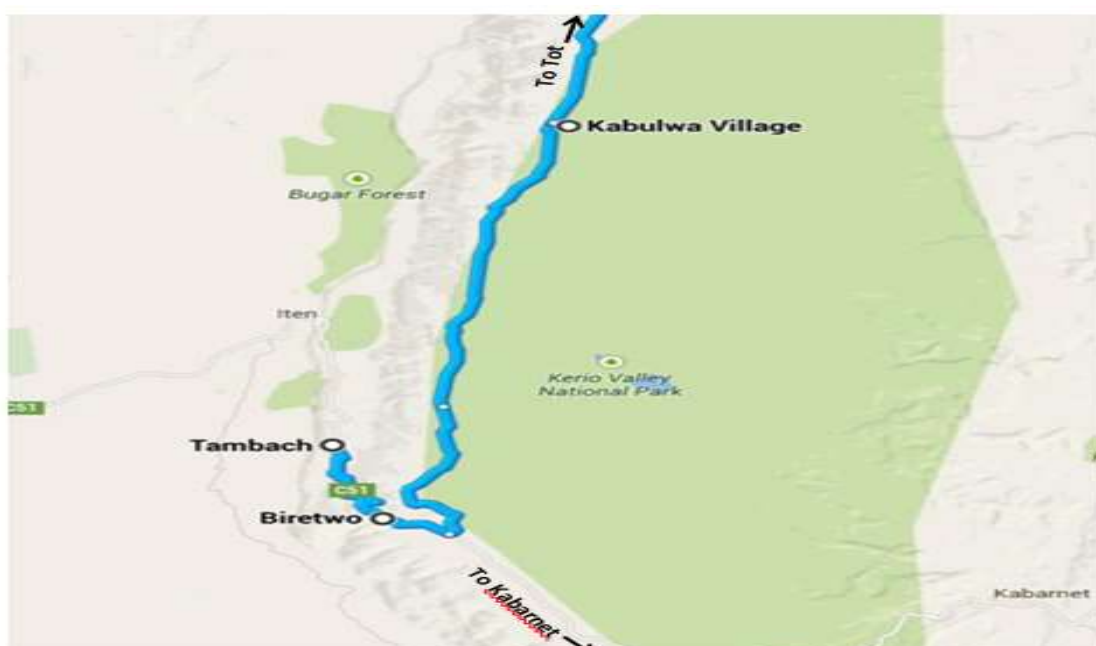 To Tot
Kabulwa Village
Bugar Forest
Iten
Kerio Valley
National Park
C51
Tambach
C51
Biretwo
To Kabarnet
Kabarnet